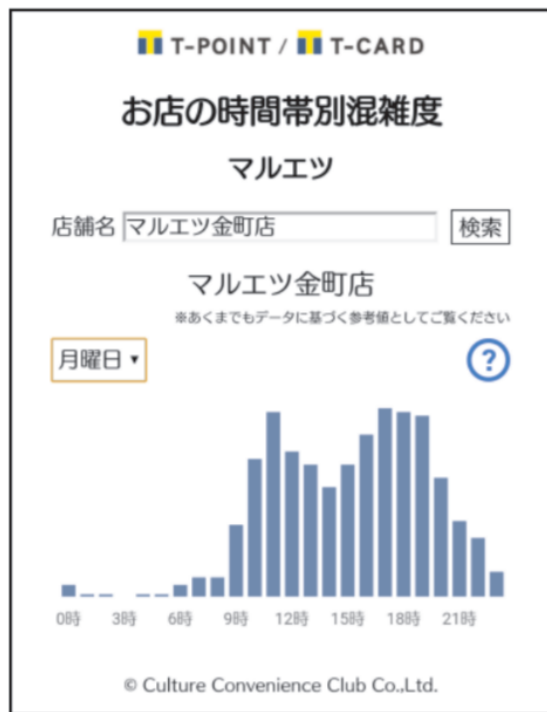 T-POINT / T-CARD
お店の時間帯別混雑度
マルエツ
店舗名 マルエツ金町店 検索
マルエツ金町店
※あくまでもデータに基づく参考値としてご覧ください
月曜日 ▾ ?
0時 3時 6時 9時 12時 15時 18時 21時
© Culture Convenience Club Co.,Ltd.